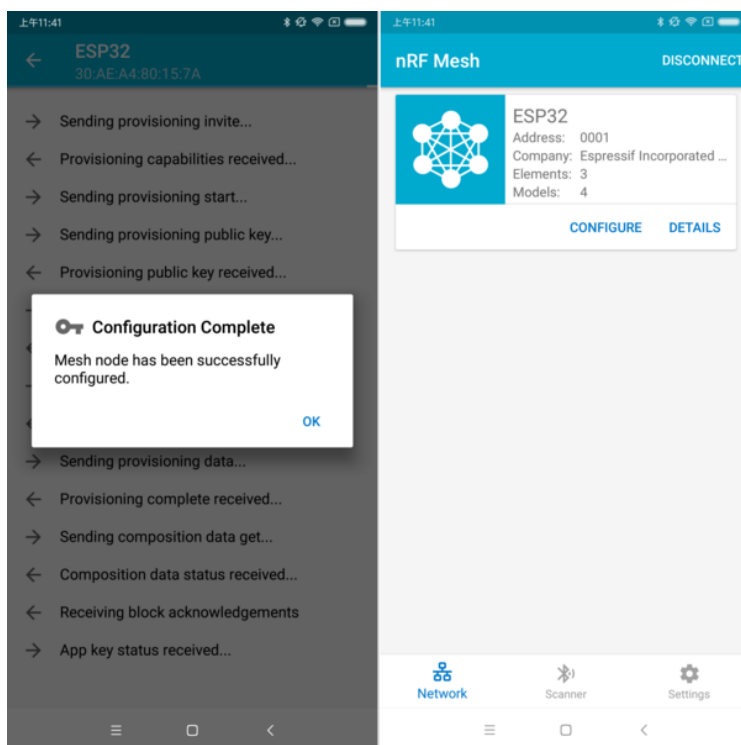 上午11:41
ESP32
30:AE:A4:80:15:7A
Sending provisioning invite...
Provisioning capabilities received...
Sending provisioning start...
Sending provisioning public key...
Provisioning public key received...
Configuration Complete
Mesh node has been successfully
configured.
OK
Sending provisioning data...
Provisioning complete received...
Sending composition data get...
Composition data status received...
Receiving block acknowledgements
App key status received...
上午11:41
nRF Mesh
DISCONNECT
ESP32
Address: 0001
Company: Espressif Incorporated ...
Elements: 3
Models: 4
CONFIGURE DETAILS
Network Scanner Settings